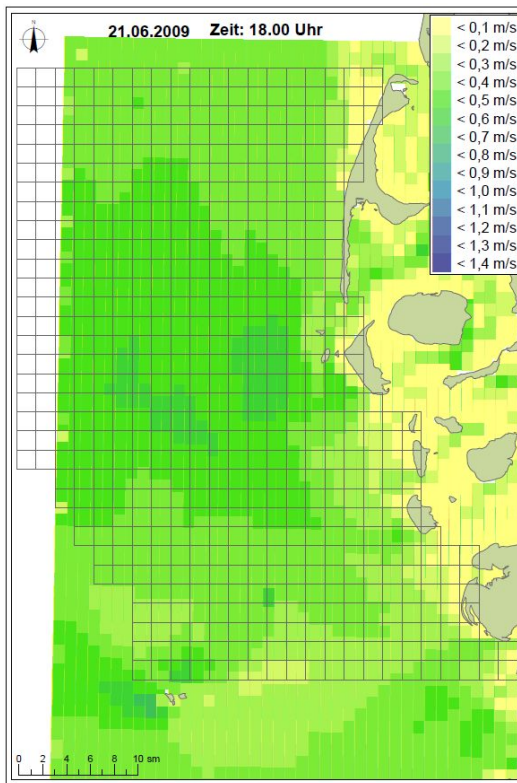 N
21.06.2009 Zeit: 18.00 Uhr
< 0,1 m/s
< 0,2 m/s
< 0,3 m/s
< 0,4 m/s
< 0,5 m/s
< 0,6 m/s
< 0,7 m/s
< 0,8 m/s
< 0,9 m/s
< 1,0 m/s
< 1,1 m/s
< 1,2 m/s
< 1,3 m/s
< 1,4 m/s
0 2 4 6 8 10 sm